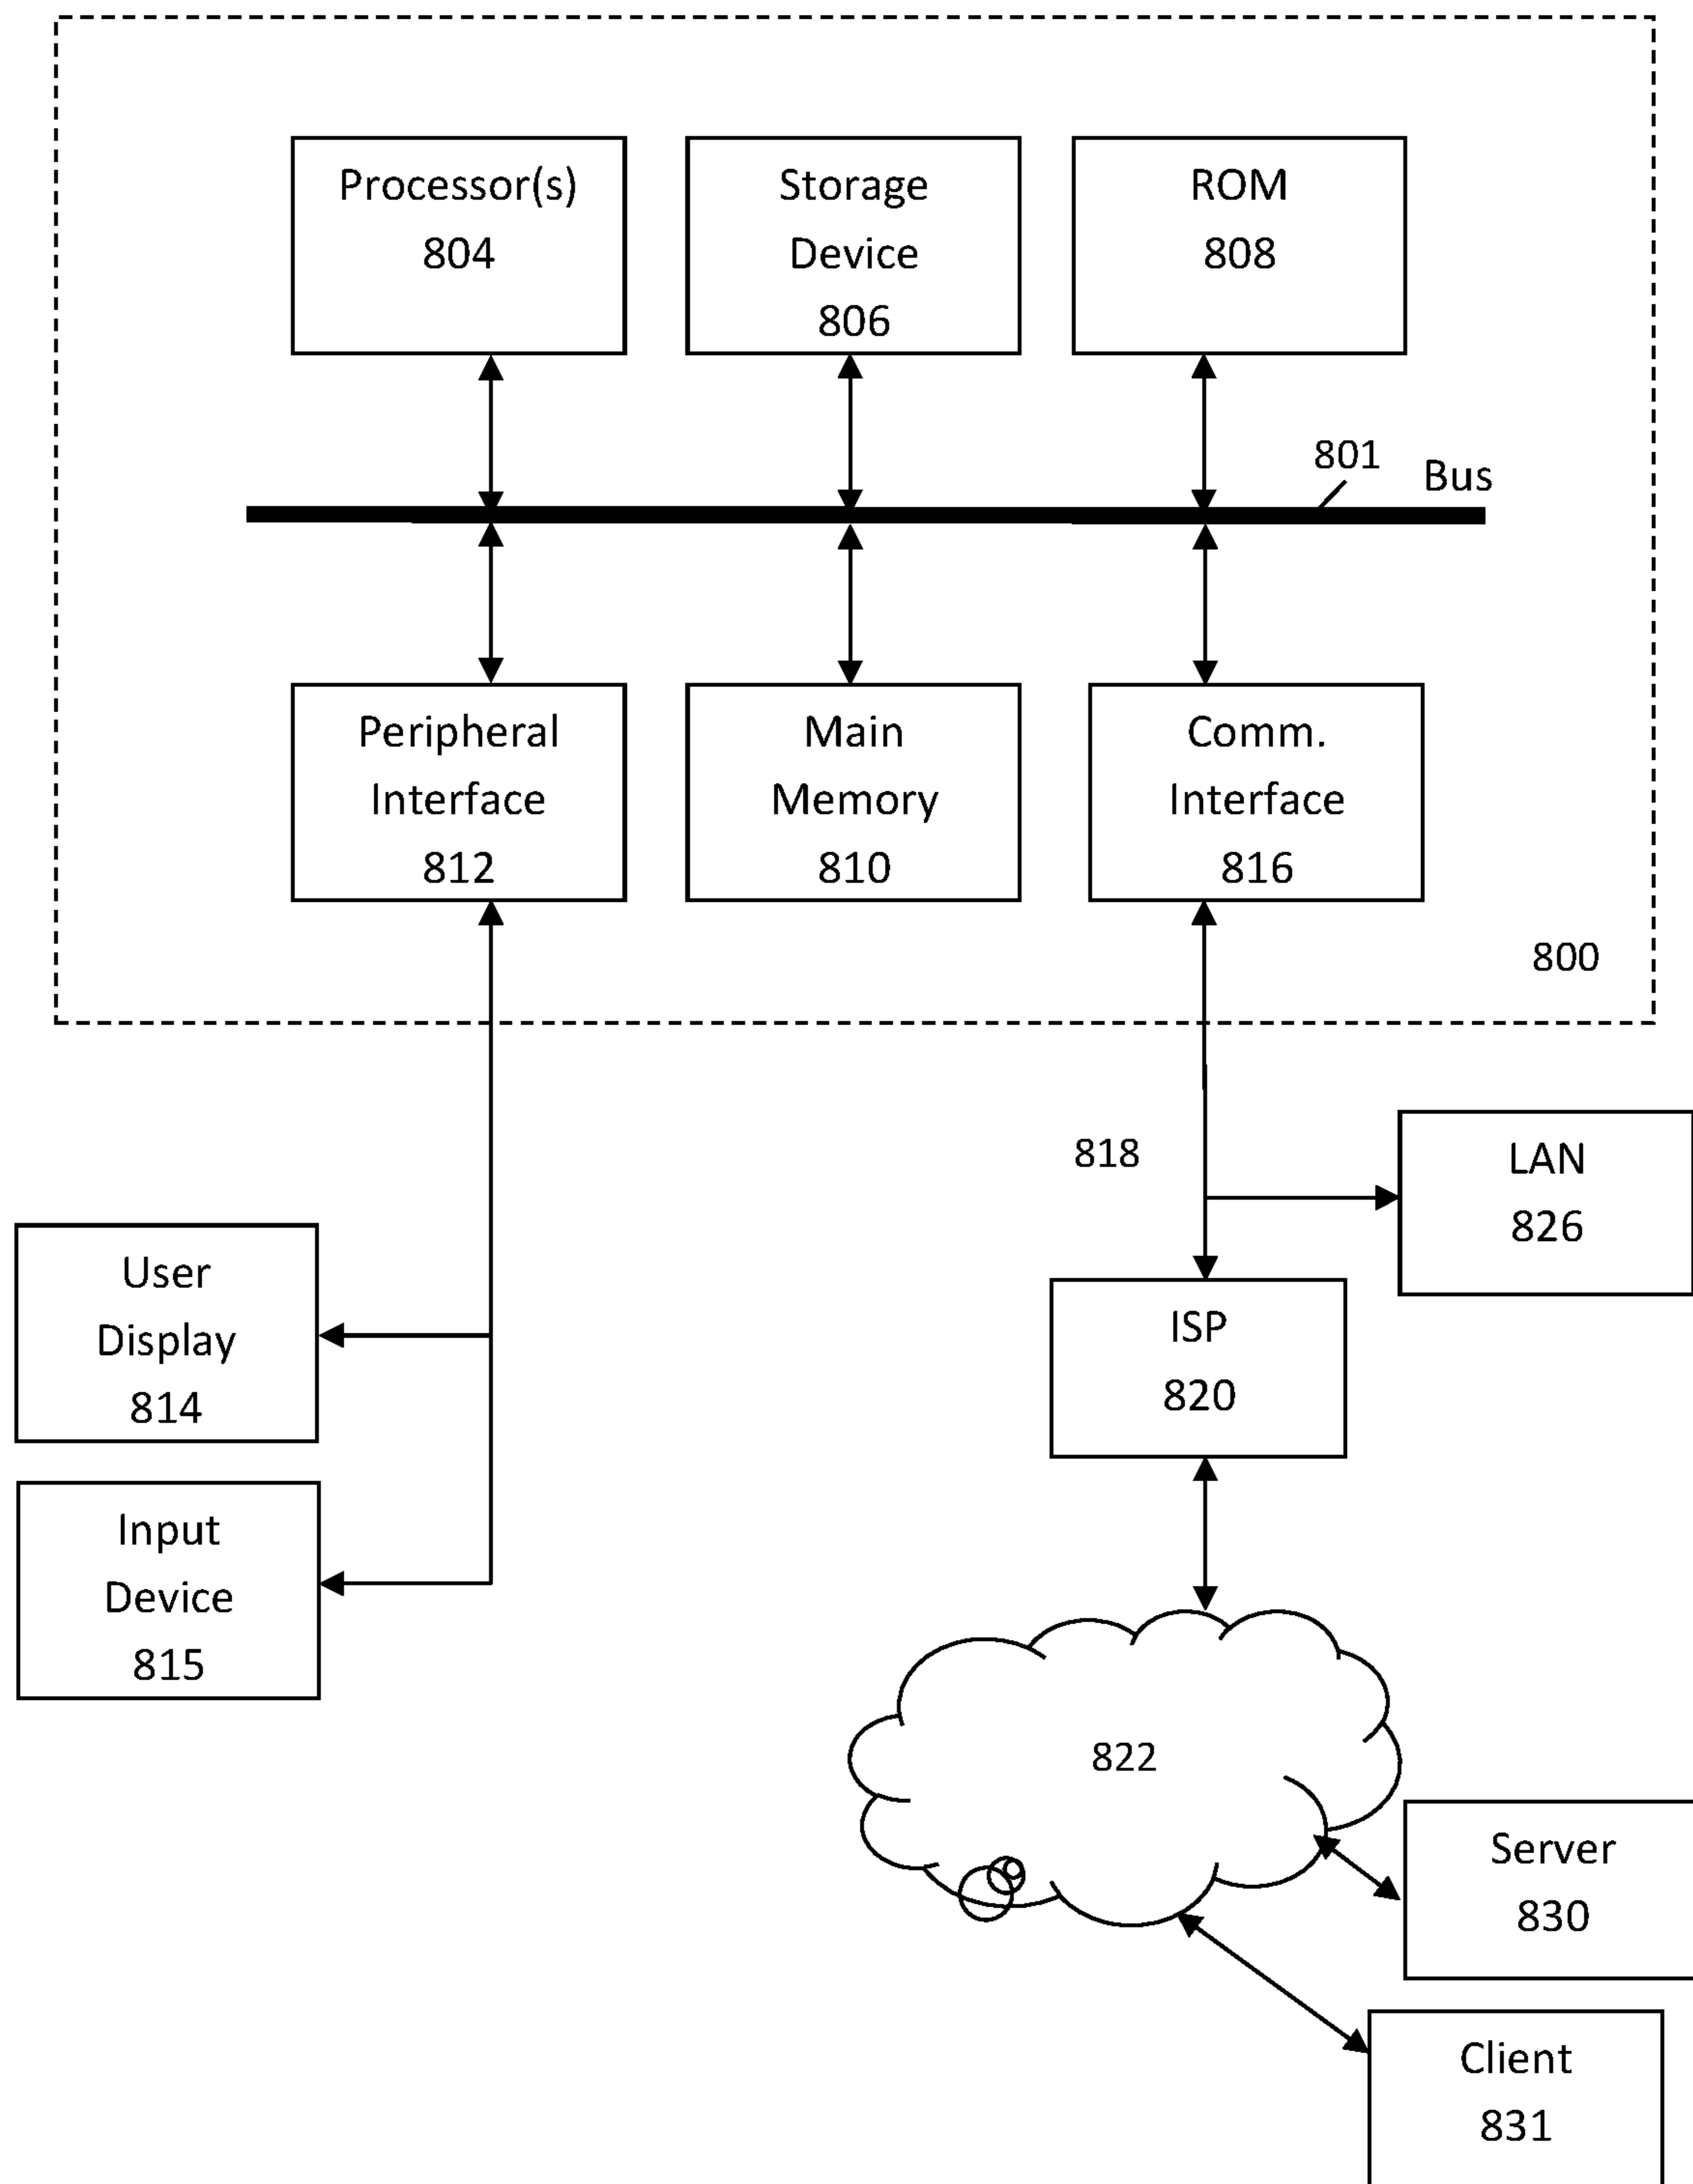 Processor(s)
804
Storage
Device
806
ROM
808
801
Bus
Peripheral
Interface
812
Main
Memory
810
Comm.
Interface
816
800
818
LAN
826
User
Display
814
ISP
820
Input
Device
815
822
Server
830
Client
831